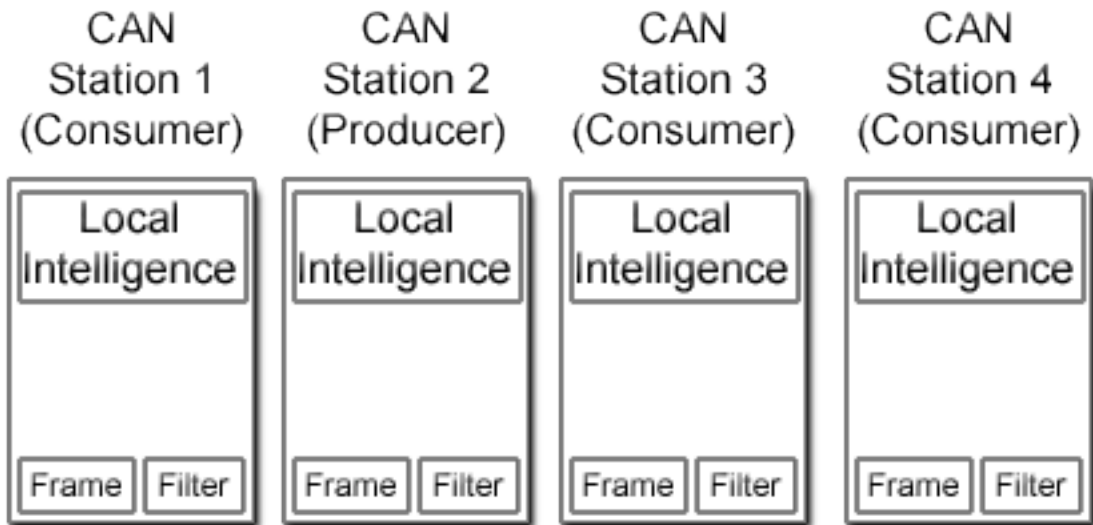 CAN
Station 1
(Consumer)
CAN
Station 2
(Producer)
CAN
Station 3
(Consumer)
CAN
Station 4
(Consumer)
Local
Intelligence
Local
Intelligence
Local
Intelligence
Local
Intelligence
Frame
Filter
Frame
Filter
Frame
Filter
Frame
Filter